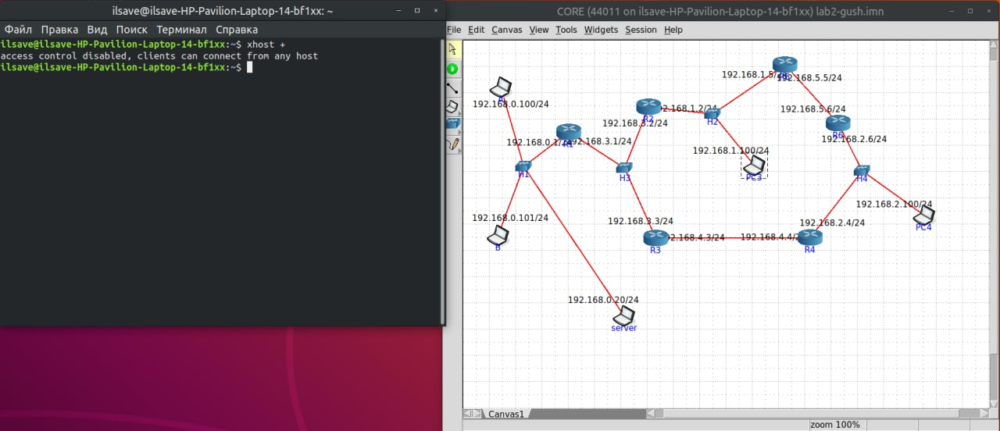 ilsave@ilsave-HP-Pavilion-Laptop-14-bf1xx: ~
Файл Правка Вид Поиск Терминал Справка
ilsave@ilsave-HP-Pavilion-Laptop-14-bf1xx:~$ xhost +
access control disabled, clients can connect from any host
ilsave@ilsave-HP-Pavilion-Laptop-14-bf1xx:~$
CORE (44011 on ilsave-HP-Pavilion-Laptop-14-bf1xx) lab2-gush.imn
File Edit Canvas View Tools Widgets Session Help
192.168.1.5/
192.168.5.5/24
A
192.168.0.100/24
R2
192.168.1.2/24
H2
192.168.5.6/24
192.168.3.2/24
R6
192.168.0.1/24
R1
192.168.3.1/24
192.168.2.6/24
192.168.1.100/24
H1
H3
PC3
H4
192.168.2.100/24
192.168.0.101/24
192.168.3.3/24
192.168.2.4/24
PC4
B
R3
192.168.4.3/24
192.168.4.4/2
R4
192.168.0.20/24
server
Canvas1
zoom 100%